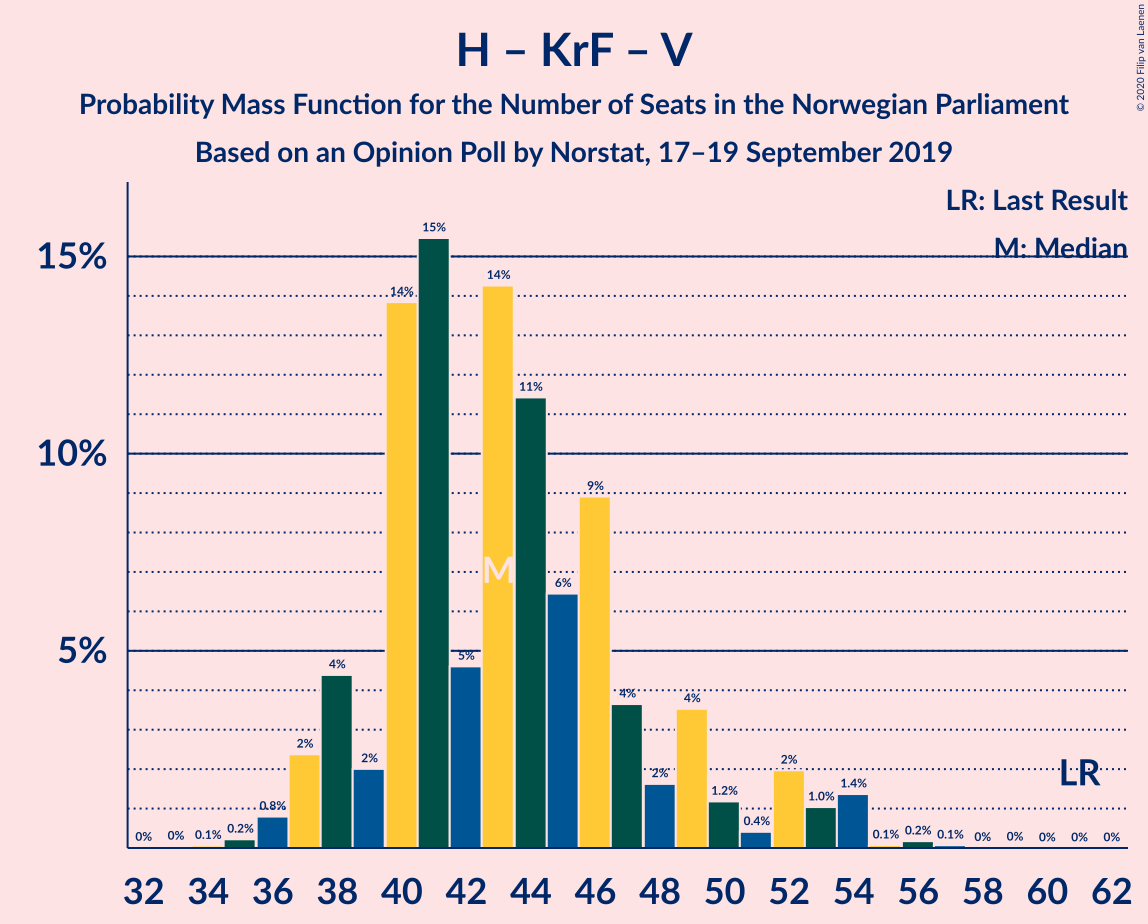 H – KrF – V
Probability Mass Function for the Number of Seats in the Norwegian Parliament
Based on an Opinion Poll by Norstat, 17–19 September 2019
© 2020 Filip van Laenen
LR: Last Result
M: Median
15%
10%
5%
0% 0% 0.1% 0.2% 0.8% 2% 4% 2% 14% 15% 5% 14% 11% 6% 9% 4% 2% 4% 1.2% 0.4% 2% 1.0% 1.4% 0.1% 0.2% 0.1% 0% 0% 0% 0% 0%
M
LR
32 34 36 38 40 42 44 46 48 50 52 54 56 58 60 62